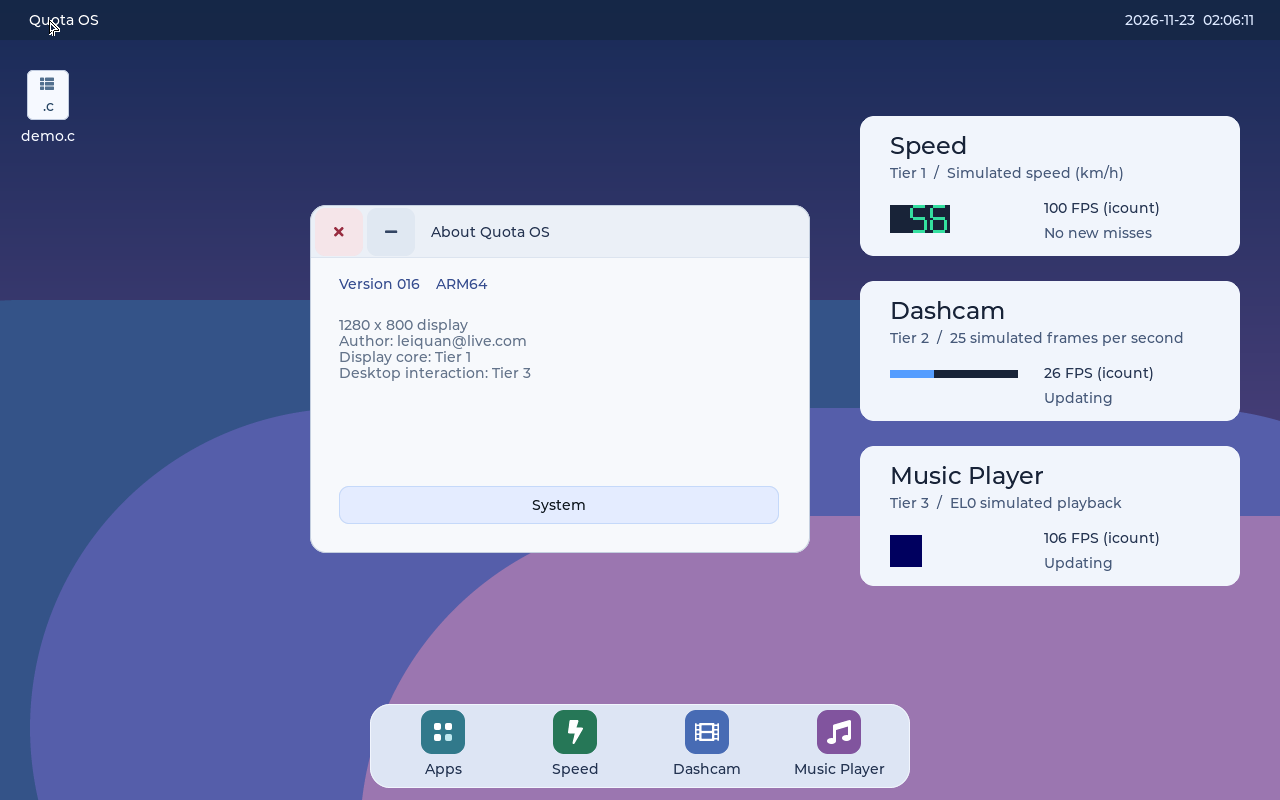 Quota OS
2026-11-23 02:06:11
.c
demo.c
Speed
Tier 1 / Simulated speed (km/h)
56
100 FPS (icount)
No new misses
About Quota OS
Version 016 ARM64
1280 x 800 display
Author: leiquan@live.com
Display core: Tier 1
Desktop interaction: Tier 3
System
Dashcam
Tier 2 / 25 simulated frames per second
26 FPS (icount)
Updating
Music Player
Tier 3 / EL0 simulated playback
106 FPS (icount)
Updating
Apps
Speed
Dashcam
Music Player